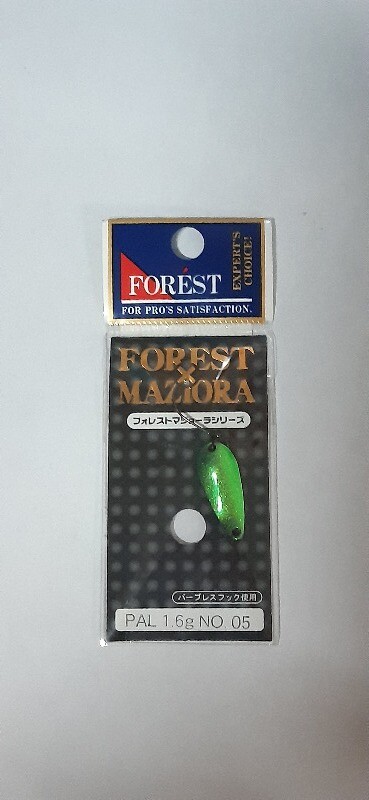 FORÉST
FOR PRO'S SATISFACTION.
EXPERT'S
CHOICE!
FOREST
×
MAZIORA
フォレストマジョーラシリーズ
バーブレスフック使用
PAL 1.6g NO. 05